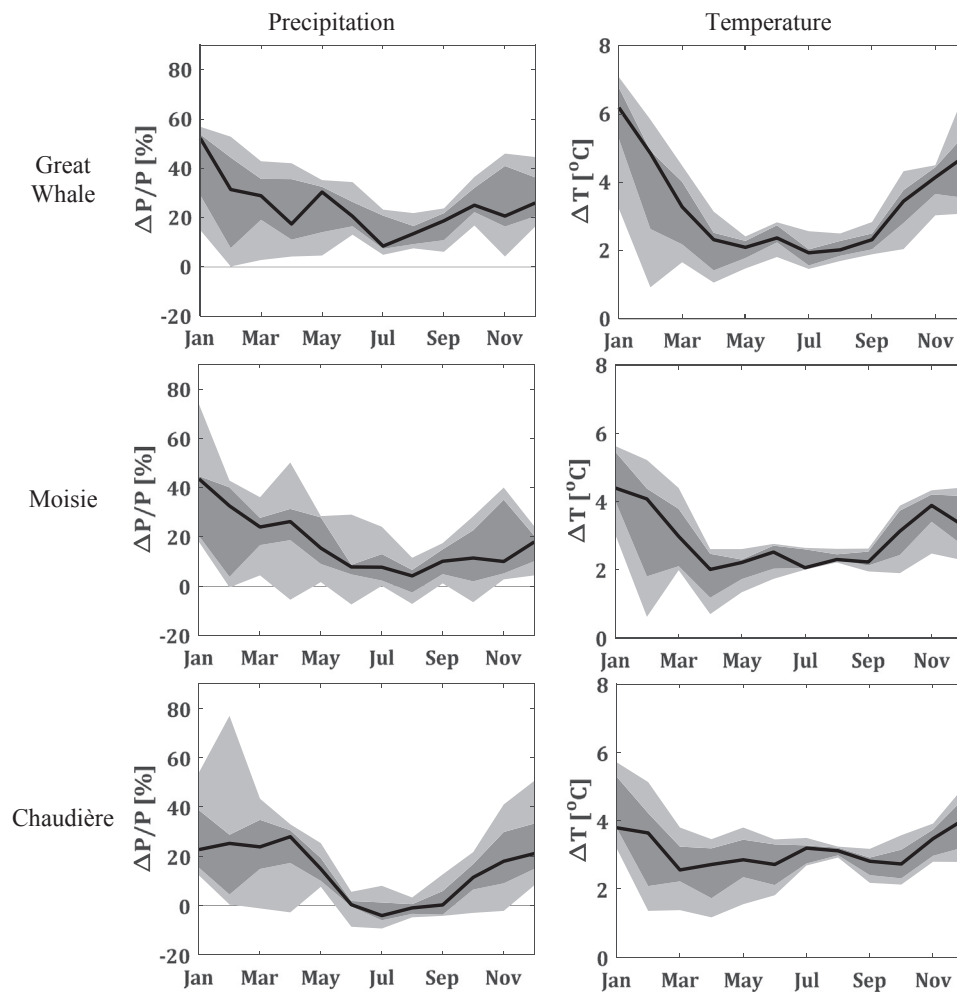 Precipitation Temperature
Great
Whale
ΔP/P [%]
80
60
40
20
0
-20
Jan Mar May Jul Sep Nov
ΔT [°C]
8
6
4
2
0
Jan Mar May Jul Sep Nov
Moisie
ΔP/P [%]
80
60
40
20
0
-20
Jan Mar May Jul Sep Nov
ΔT [°C]
8
6
4
2
0
Jan Mar May Jul Sep Nov
Chaudière
ΔP/P [%]
80
60
40
20
0
-20
Jan Mar May Jul Sep Nov
ΔT [°C]
8
6
4
2
0
Jan Mar May Jul Sep Nov